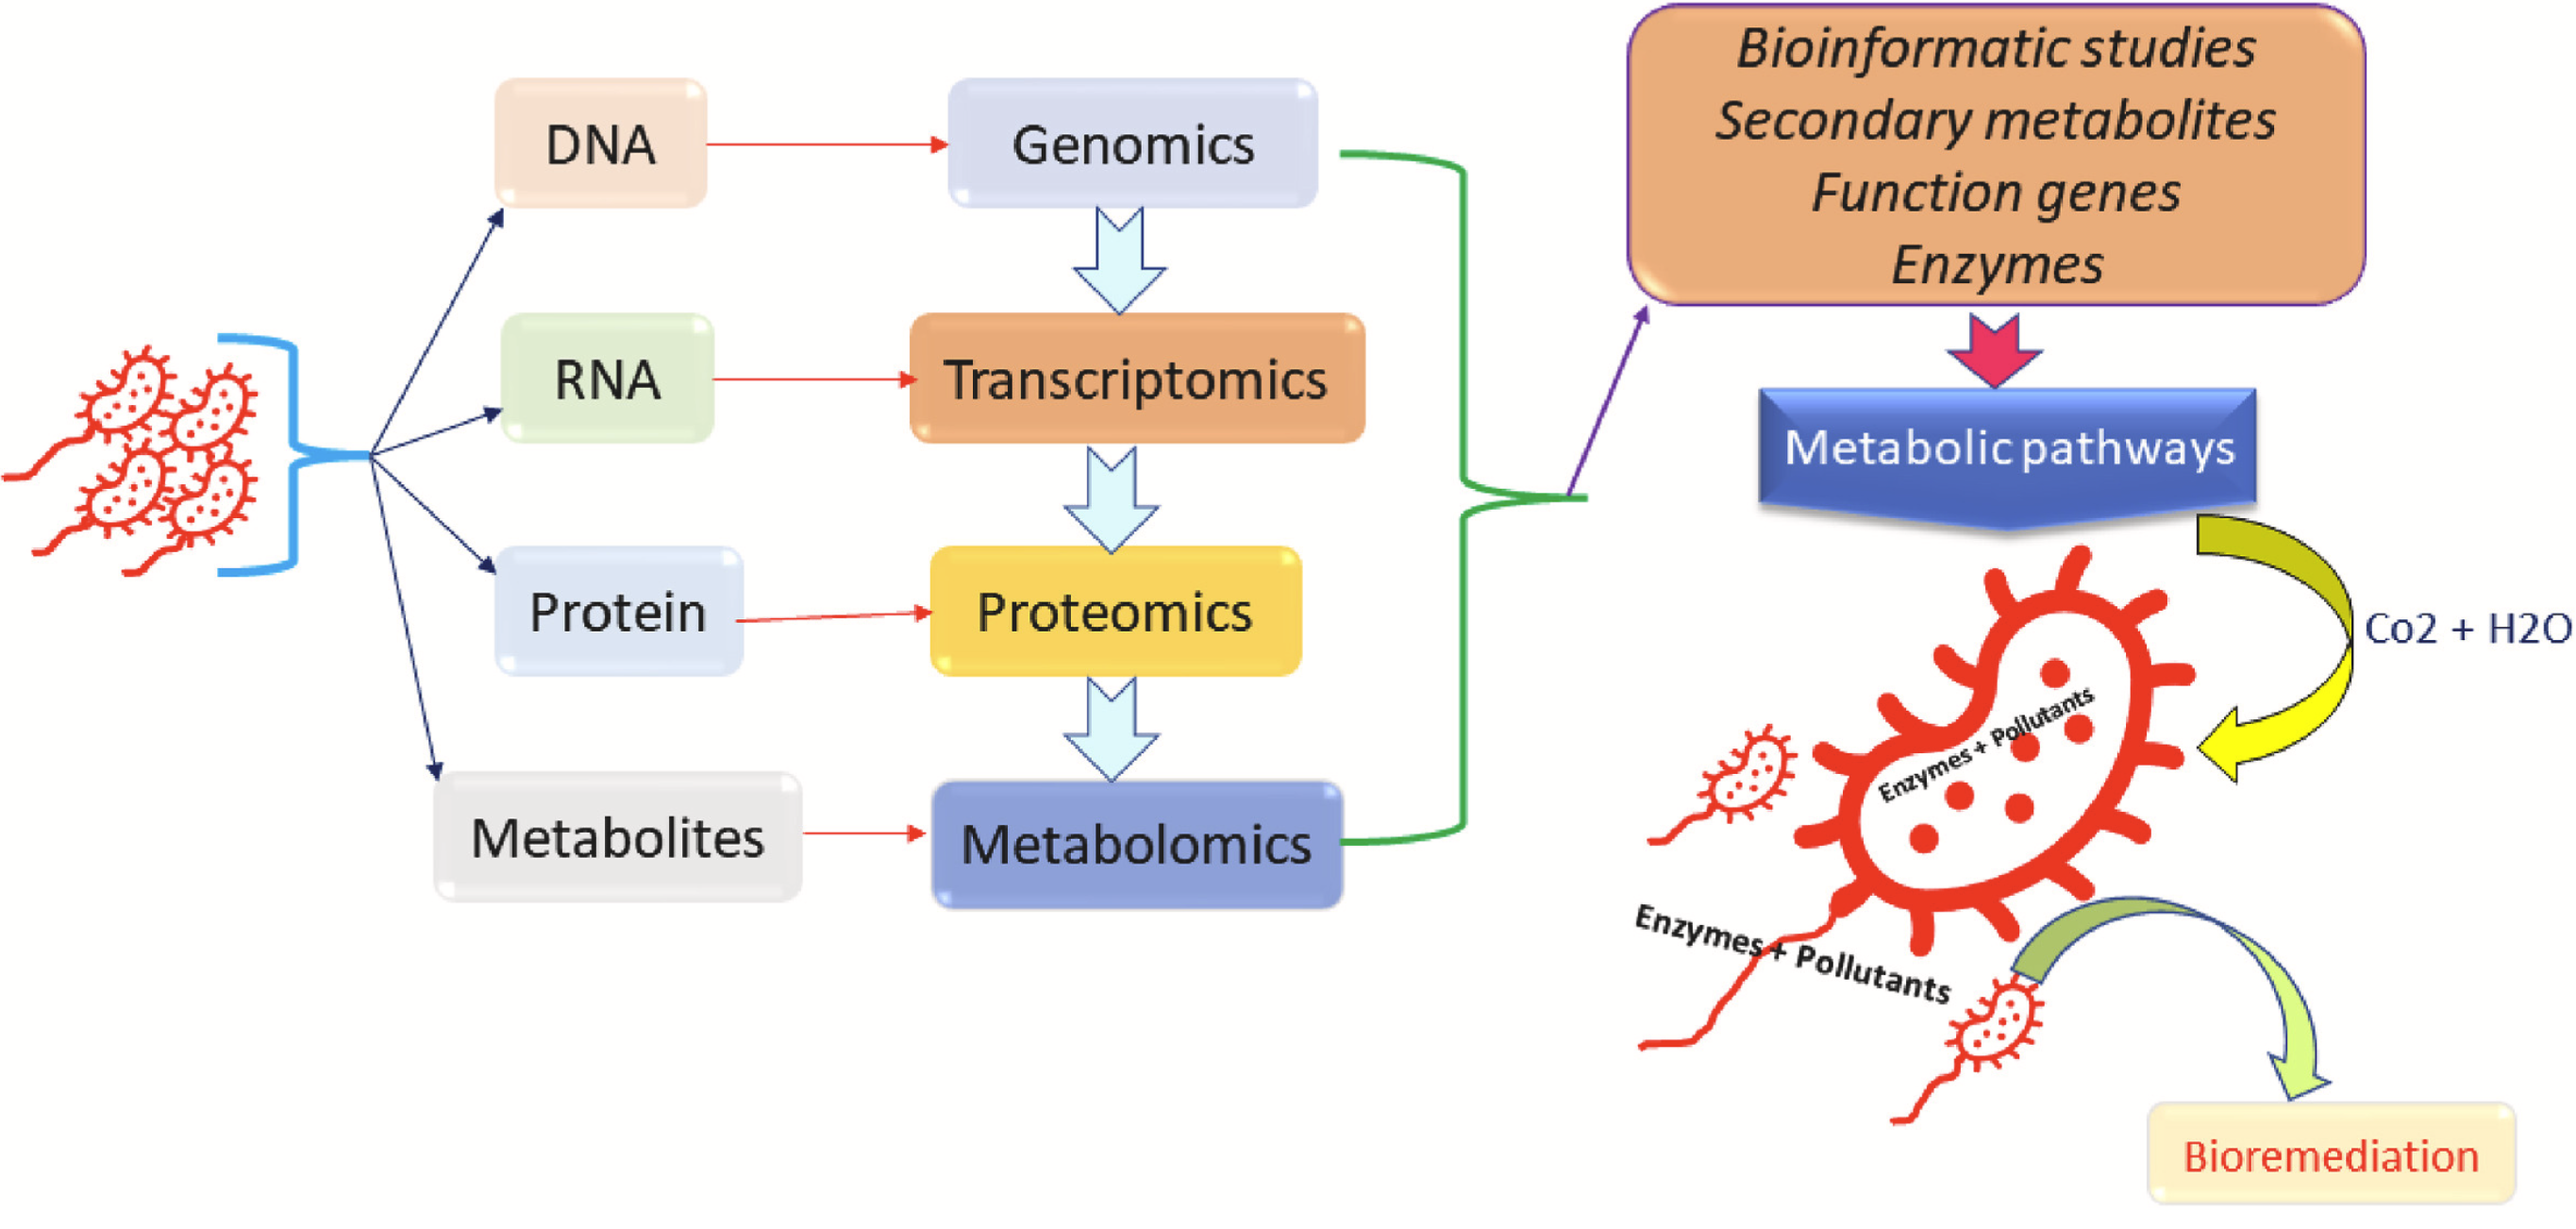 DNA
Genomics
RNA
Transcriptomics
Protein
Proteomics
Metabolites
Metabolomics
Bioinformatic studies
Secondary metabolites
Function genes
Enzymes
Metabolic pathways
Co2 + H2O
Enzymes + Pollutants
Enzymes + Pollutants
Bioremediation